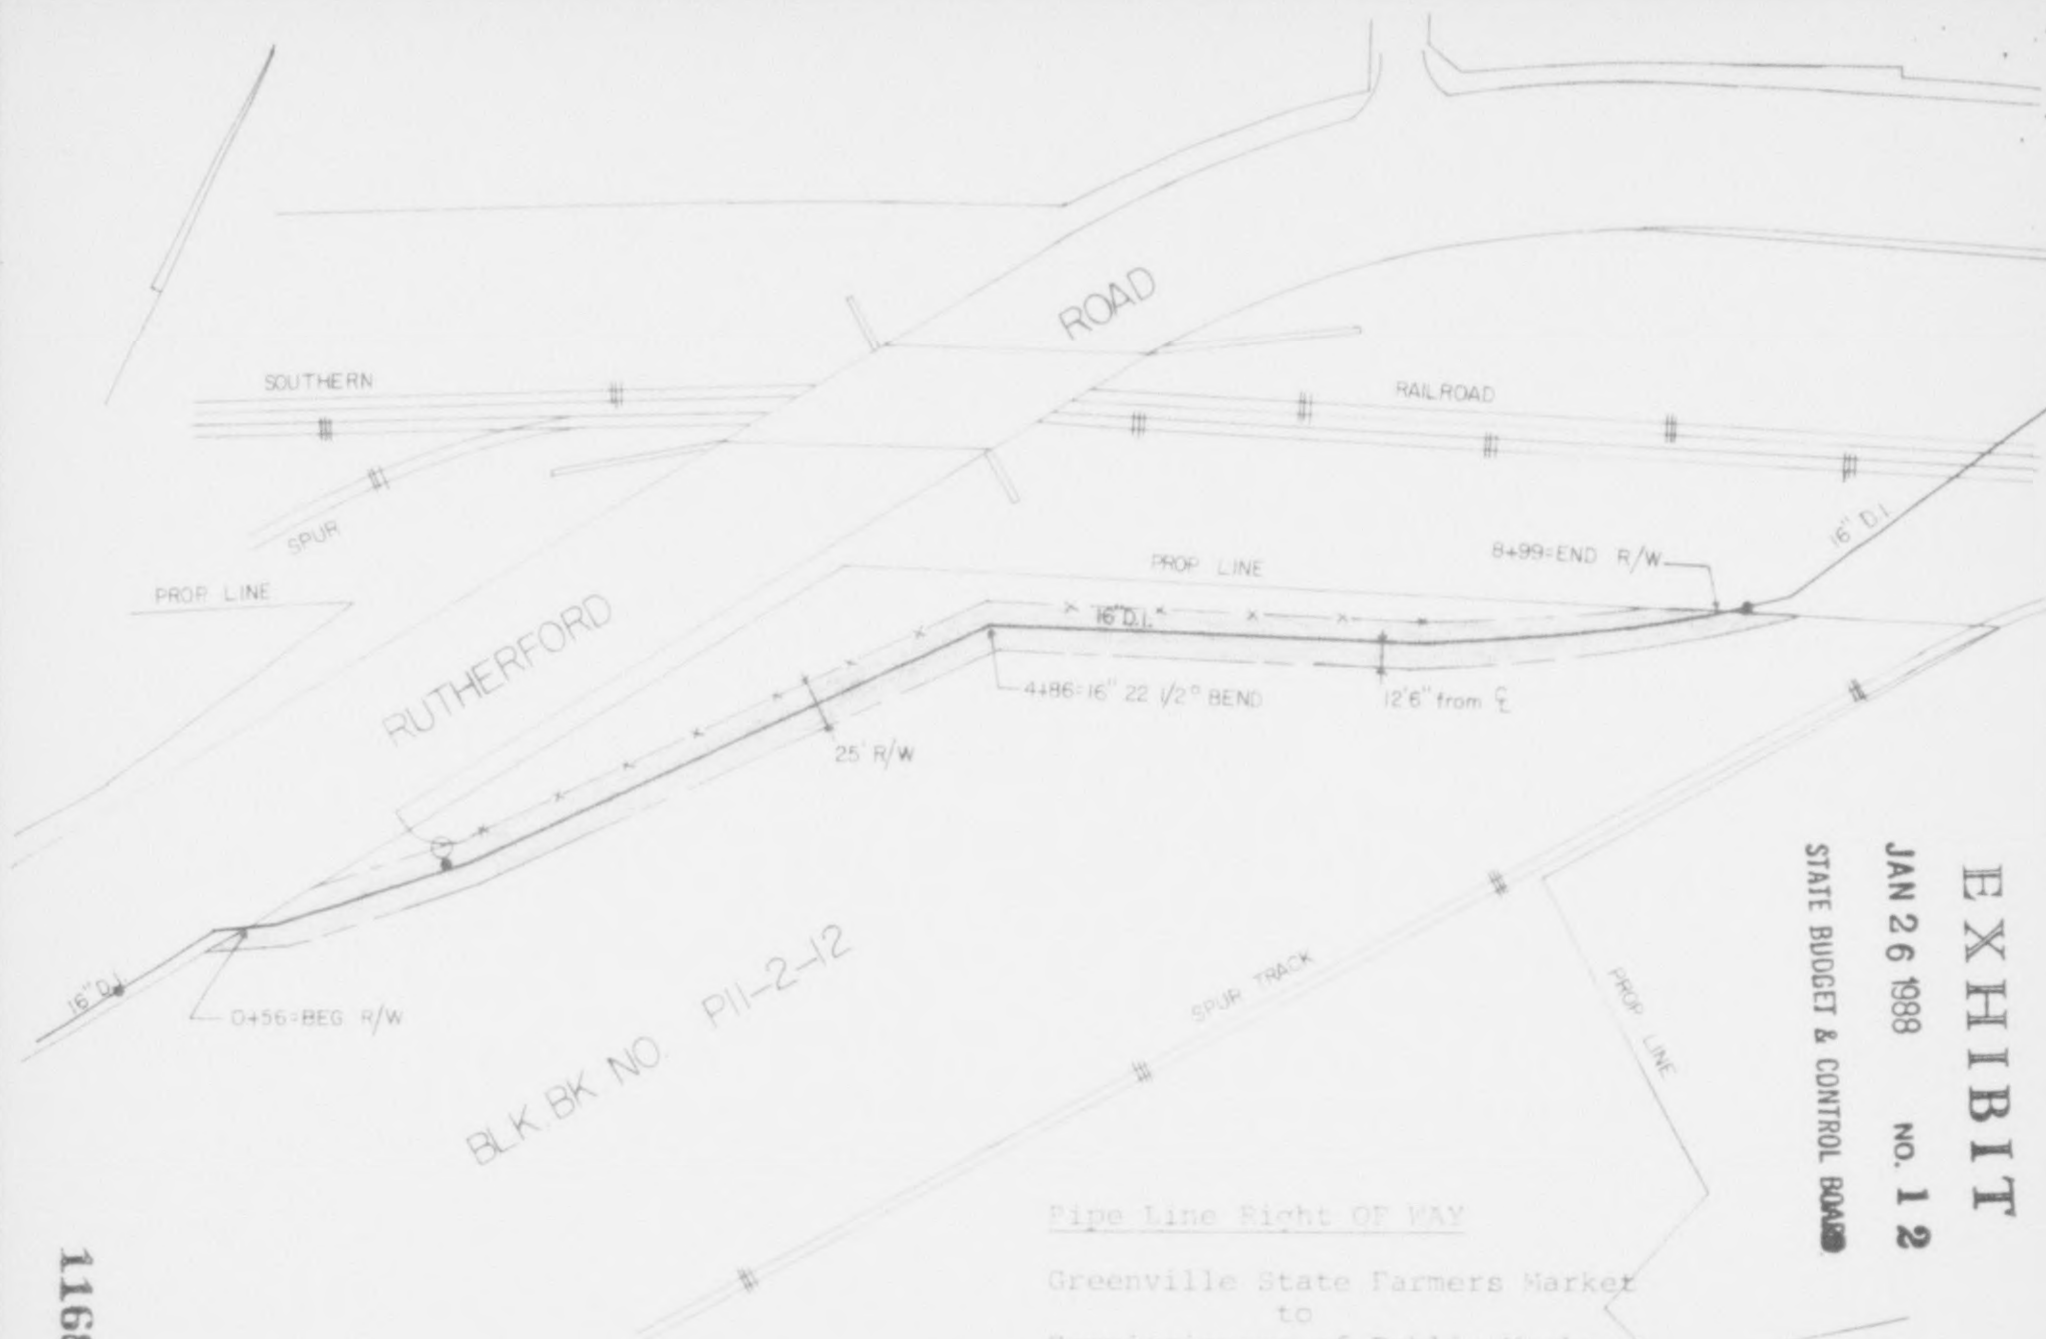 ROAD
SOUTHERN
RAILROAD
SPUR
16" D.I.
8+99=END R/W
PROP LINE
PROP LINE
16" D.I.
RUTHERFORD
4+86=16" 22 1/2° BEND
12'6" from ℄
25' R/W
16" D.I.
0+56=BEG R/W
BLK. BK NO. P11-2-12
SPUR TRACK
PROP LINE
EXHIBIT
JAN 26 1988 NO. 12
STATE BUDGET & CONTROL BOARD
Pipe Line Right OF WAY
Greenville State Farmers Market
to